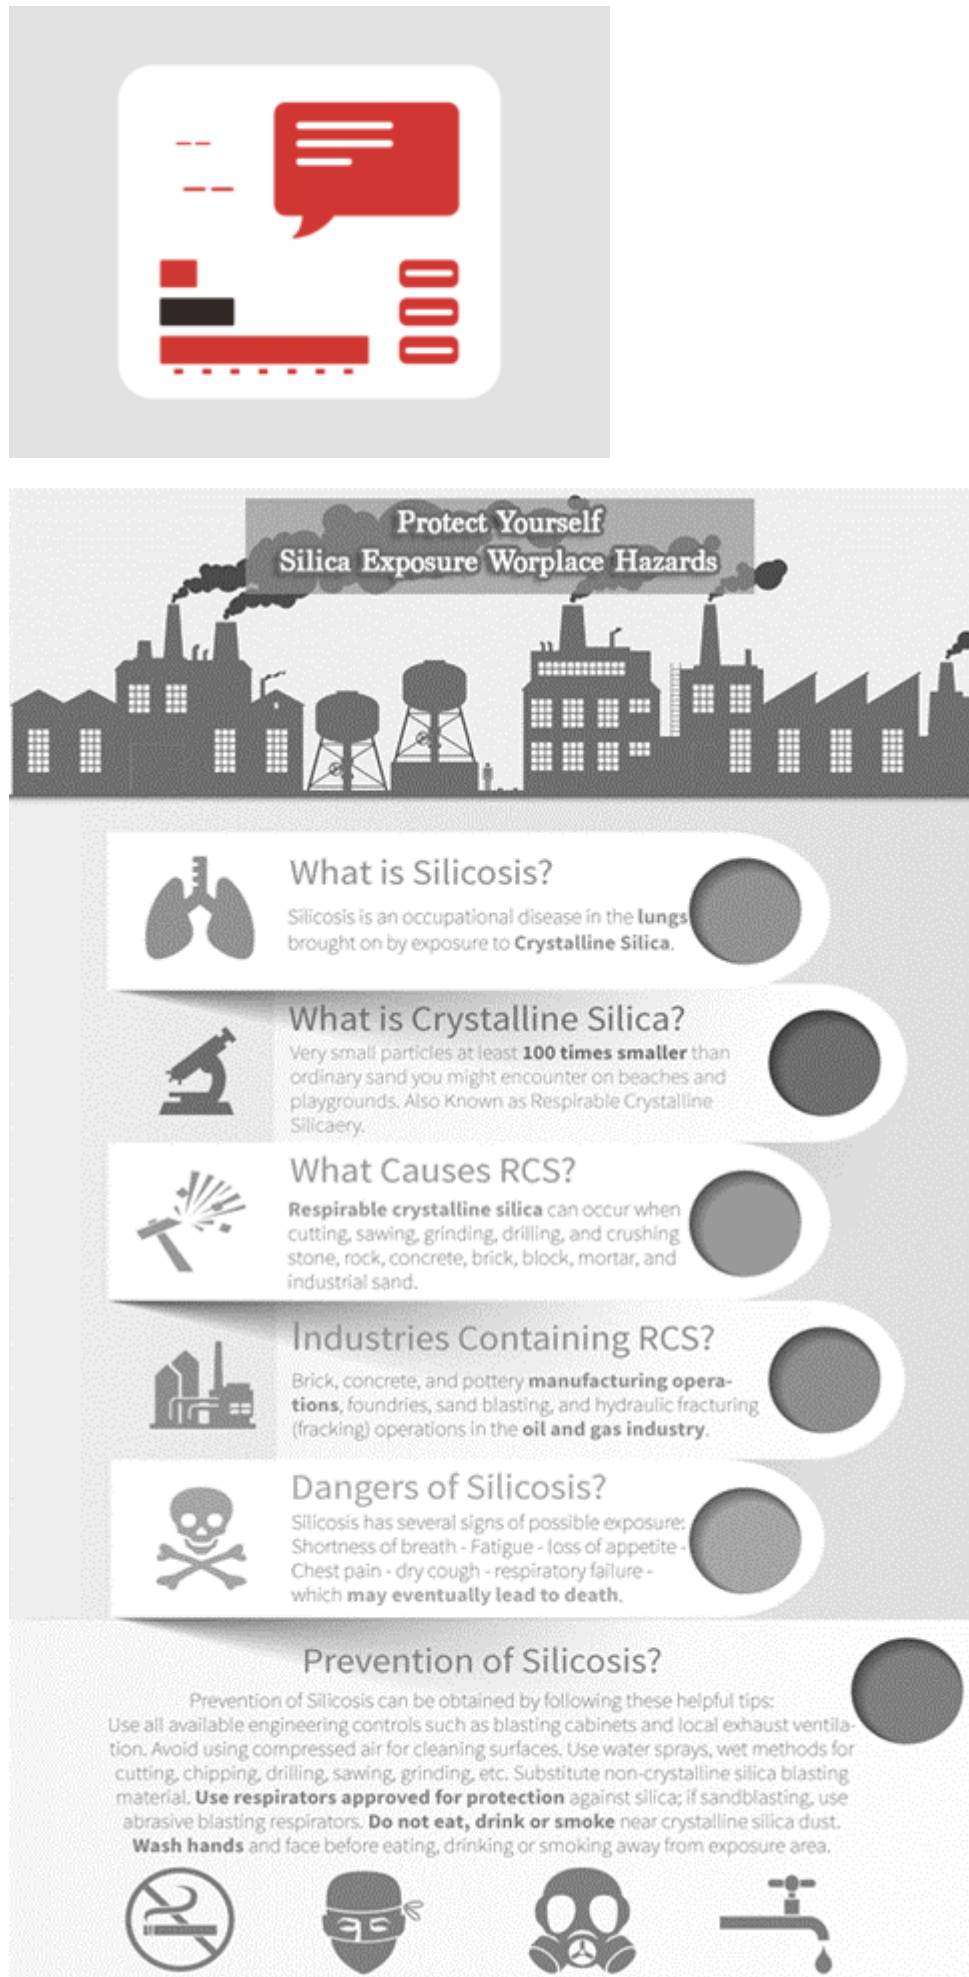 Protect Yourself
Silica Exposure Worplace Hazards
What is Silicosis?
Silicosis is an occupational disease in the lungs
brought on by exposure to Crystalline Silica.
What is Crystalline Silica?
Very small particles at least 100 times smaller than
ordinary sand you might encounter on beaches and
playgrounds. Also Known as Respirable Crystalline
Silicaery.
What Causes RCS?
Respirable crystalline silica can occur when
cutting, sawing, grinding, drilling, and crushing
stone, rock, concrete, brick, block, mortar, and
industrial sand.
Industries Containing RCS?
Brick, concrete, and pottery manufacturing opera-
tions, foundries, sand blasting, and hydraulic fracturing
(fracking) operations in the oil and gas industry.
Dangers of Silicosis?
Silicosis has several signs of possible exposure:
Shortness of breath - Fatigue - loss of appetite -
Chest pain - dry cough - respiratory failure -
which may eventually lead to death.
Prevention of Silicosis?
Prevention of Silicosis can be obtained by following these helpful tips:
Use all available engineering controls such as blasting cabinets and local exhaust ventila-
tion. Avoid using compressed air for cleaning surfaces. Use water sprays, wet methods for
cutting, chipping, drilling, sawing, grinding, etc. Substitute non-crystalline silica blasting
material. Use respirators approved for protection against silica; if sandblasting, use
abrasive blasting respirators. Do not eat, drink or smoke near crystalline silica dust.
Wash hands and face before eating, drinking or smoking away from exposure area.